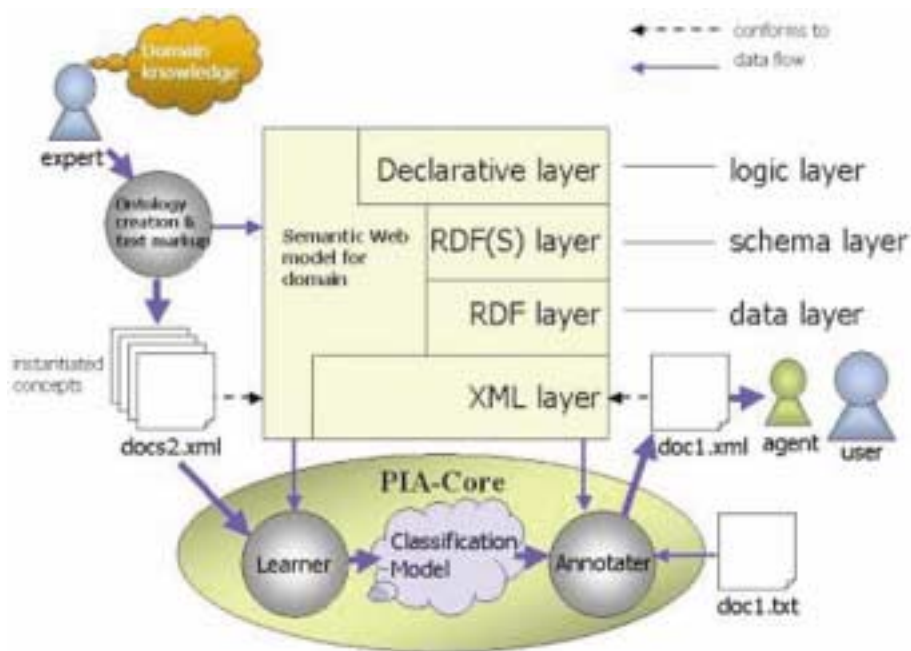 Domain
knowledge
conforms to
data flow
expert
Ontology
creation &
text markup
Declarative layer
logic layer
Semantic Web
model for
domain
RDF(S) layer
schema layer
RDF layer
data layer
instantiated
concepts
XML layer
docs2.xml
doc1.xml
agent
user
PIA-Core
Learner
Classification
Model
Annotater
doc1.txt